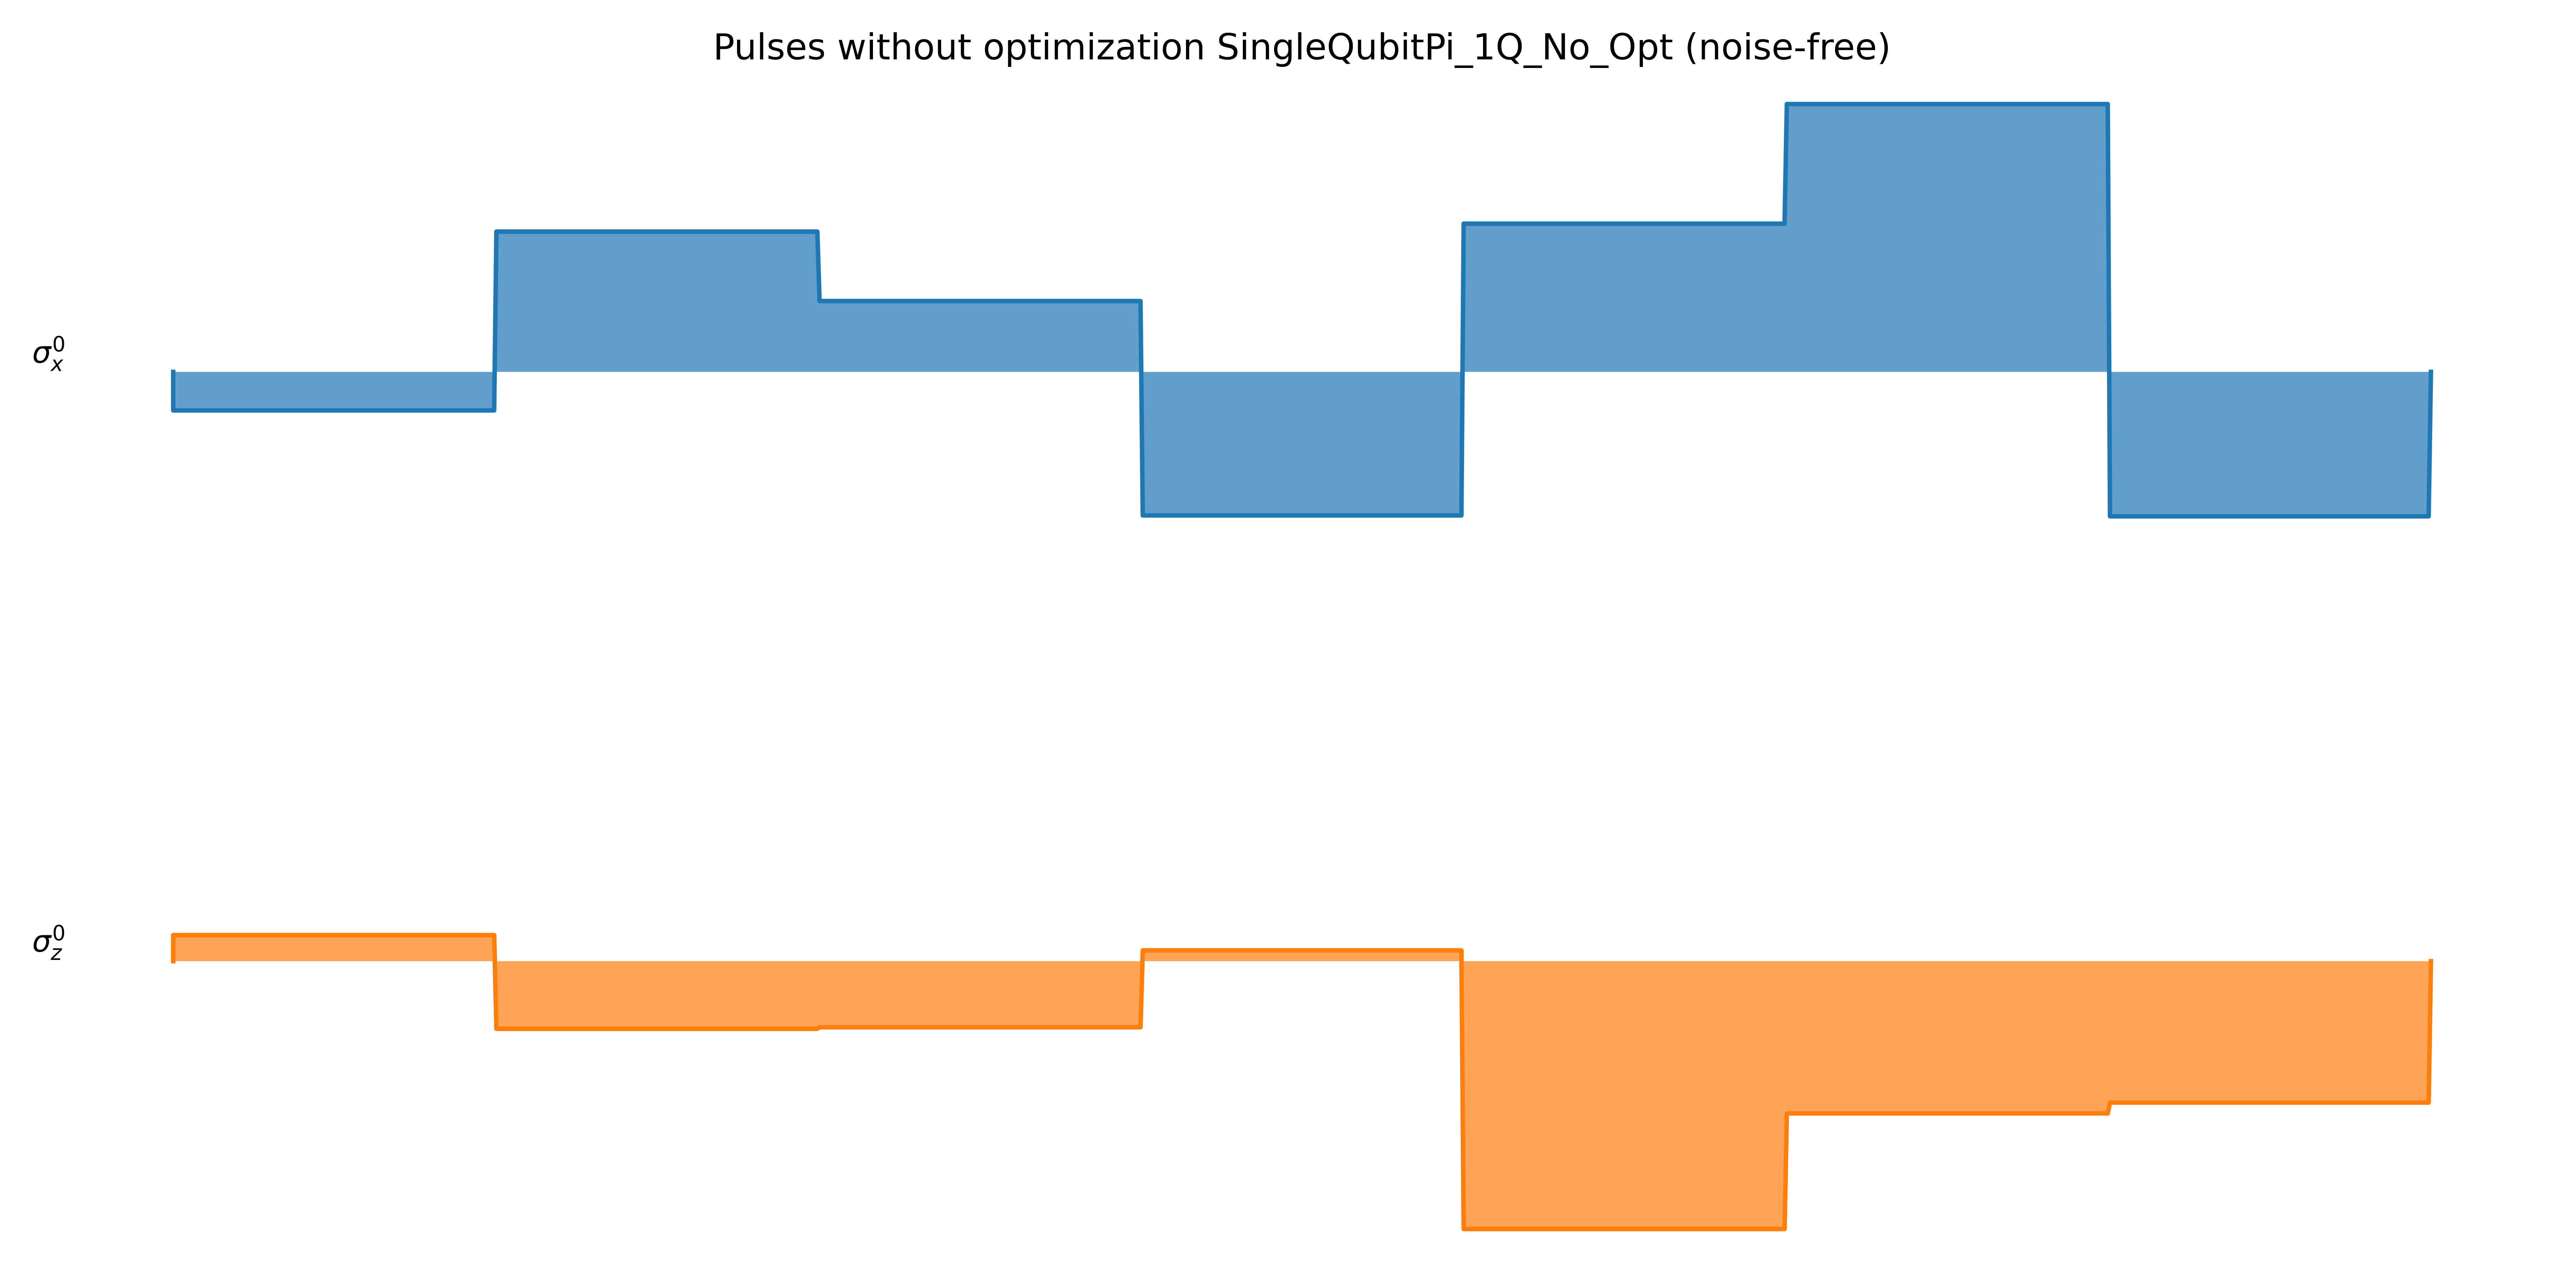 Pulses without optimization SingleQubitPi_1Q_No_Opt (noise-free)
σ_x^0
σ_z^0